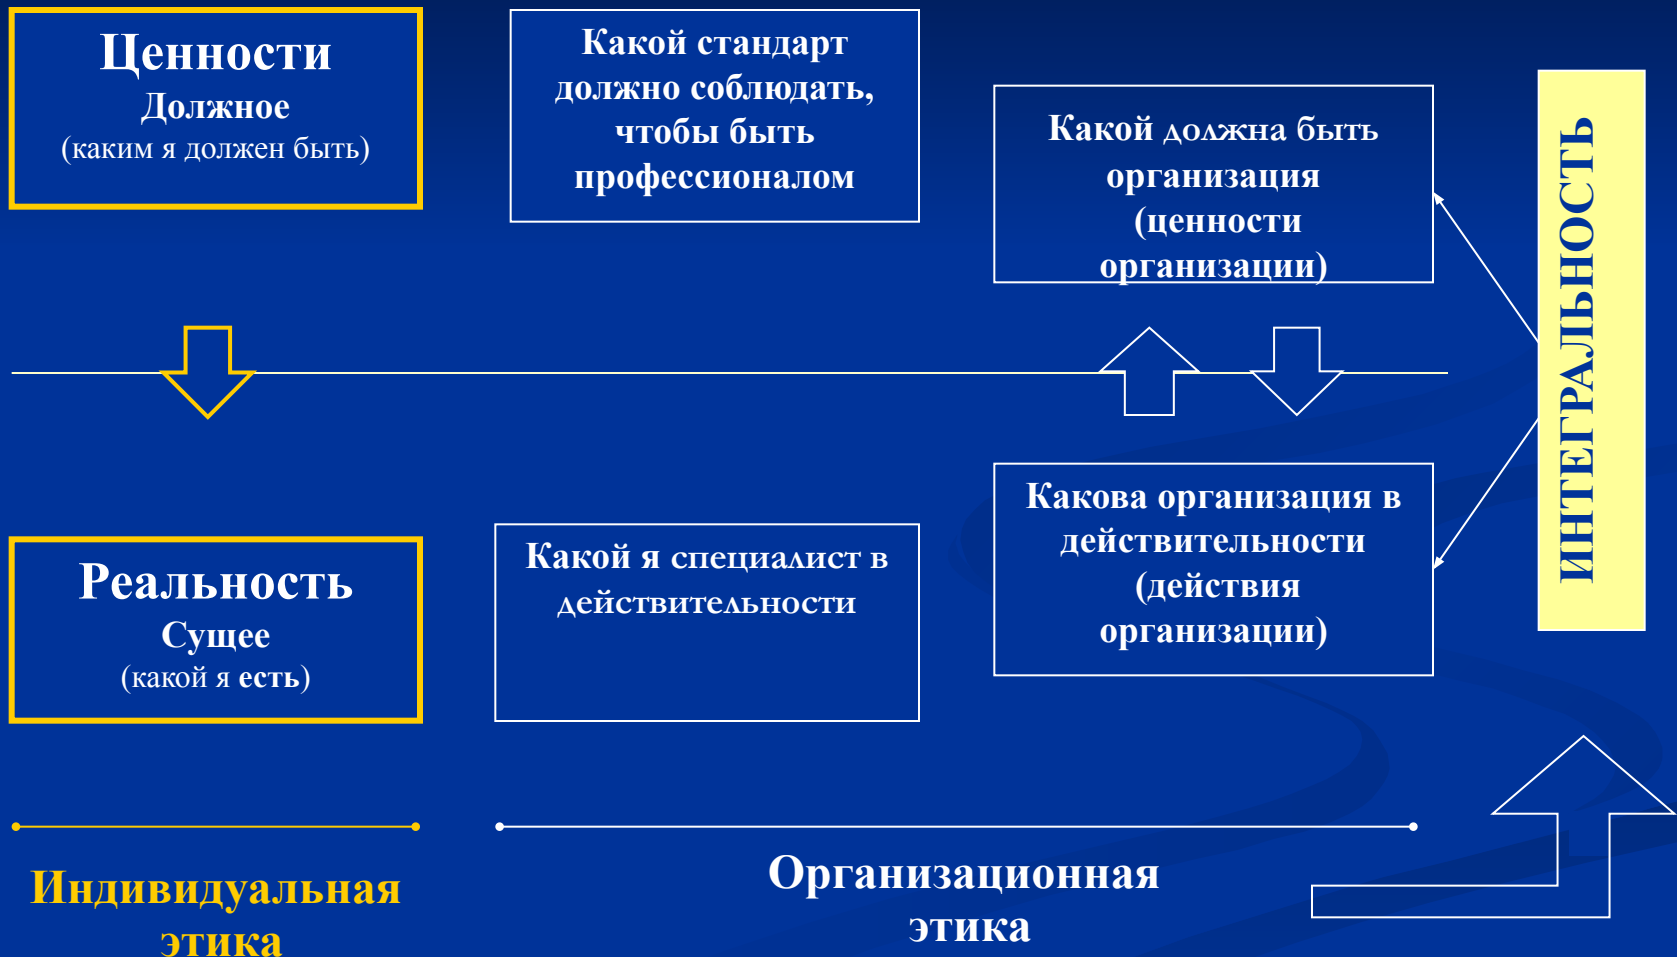 Ценности
Должное
(каким я должен быть)
Какой стандарт
должно соблюдать,
чтобы быть
профессионалом
Какой должна быть
организация
(ценности
организации)
ИНТЕГРАЛЬНОСТЬ
Реальность
Сущее
(какой я есть)
Какой я специалист в
действительности
Какова организация в
действительности
(действия
организации)
Индивидуальная
этика
Организационная
этика